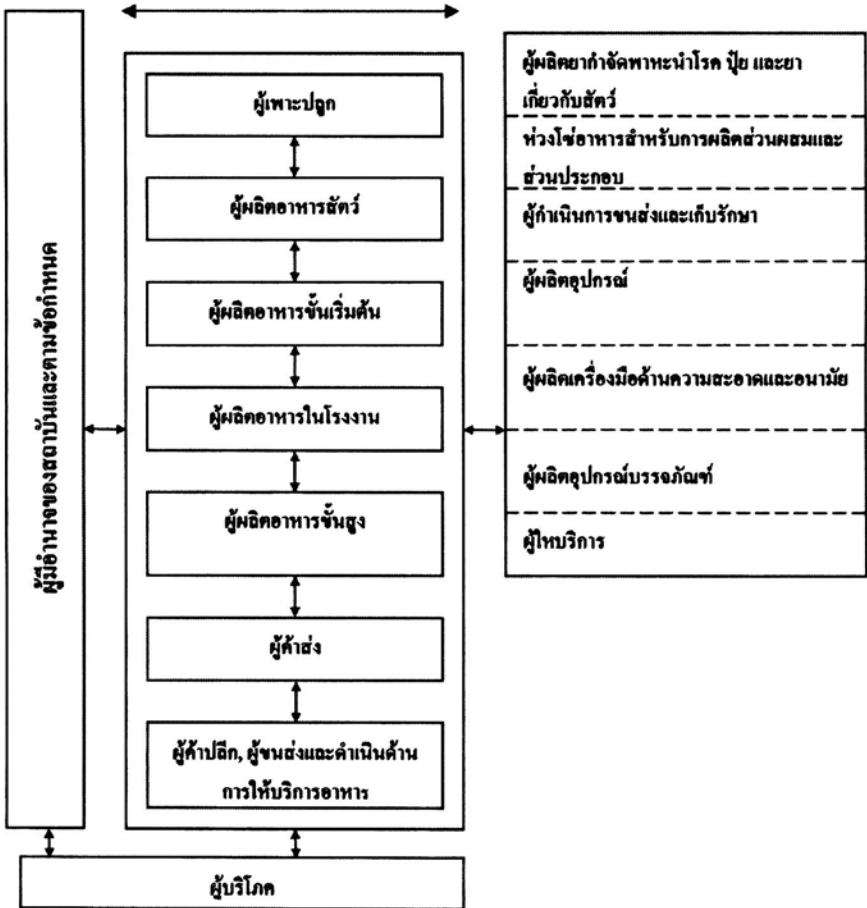 ผู้มีอำนาจของสถาบันและตามข้อกำหนด
ผู้เพาะปลูก
ผู้ผลิตอาหารสัตว์
ผู้ผลิตอาหารขั้นเริ่มต้น
ผู้ผลิตอาหารในโรงงาน
ผู้ผลิตอาหารขั้นสูง
ผู้ค้าส่ง
ผู้ค้าปลีก, ผู้ขนส่งและดำเนินด้าน
การให้บริการอาหาร
ผู้ผลิตยากำจัดพาหะนำโรค ปุ๋ย และยา
เกี่ยวกับสัตว์
ห่วงโซ่อาหารสำหรับการผลิตส่วนผสมและ
ส่วนประกอบ
ผู้กำเนินการขนส่งและเก็บรักษา
ผู้ผลิตอุปกรณ์
ผู้ผลิตเครื่องมือด้านความสะอาดและอนามัย
ผู้ผลิตอุปกรณ์บรรจภัณฑ์
ผู้ใหบริการ
ผู้บริโภค